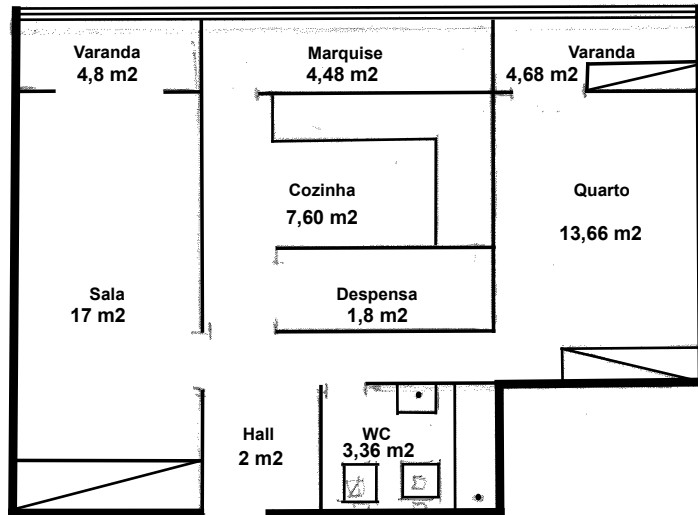 Varanda
4,8 m2
Marquise
4,48 m2
Varanda
4,68 m2
Cozinha
7,60 m2
Quarto
13,66 m2
Sala
17 m2
Despensa
1,8 m2
Hall
2 m2
WC
3,36 m2